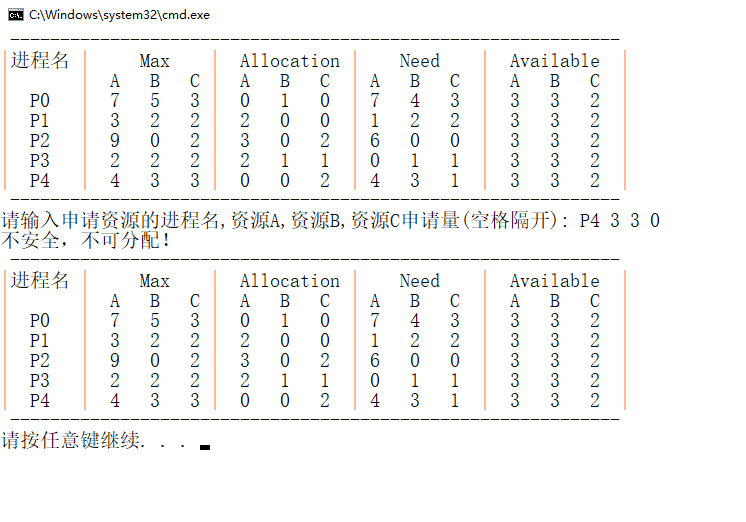 C:\Windows\system32\cmd.exe
进程名 Max Allocation Need Available
A B C A B C A B C A B C
P0 7 5 3 0 1 0 7 4 3 3 3 2
P1 3 2 2 2 0 0 1 2 2 3 3 2
P2 9 0 2 3 0 2 6 0 0 3 3 2
P3 2 2 2 2 1 1 0 1 1 3 3 2
P4 4 3 3 0 0 2 4 3 1 3 3 2
请输入申请资源的进程名,资源A,资源B,资源C申请量(空格隔开): P4 3 3 0
不安全，不可分配！
进程名 Max Allocation Need Available
A B C A B C A B C A B C
P0 7 5 3 0 1 0 7 4 3 3 3 2
P1 3 2 2 2 0 0 1 2 2 3 3 2
P2 9 0 2 3 0 2 6 0 0 3 3 2
P3 2 2 2 2 1 1 0 1 1 3 3 2
P4 4 3 3 0 0 2 4 3 1 3 3 2
请按任意键继续. . .